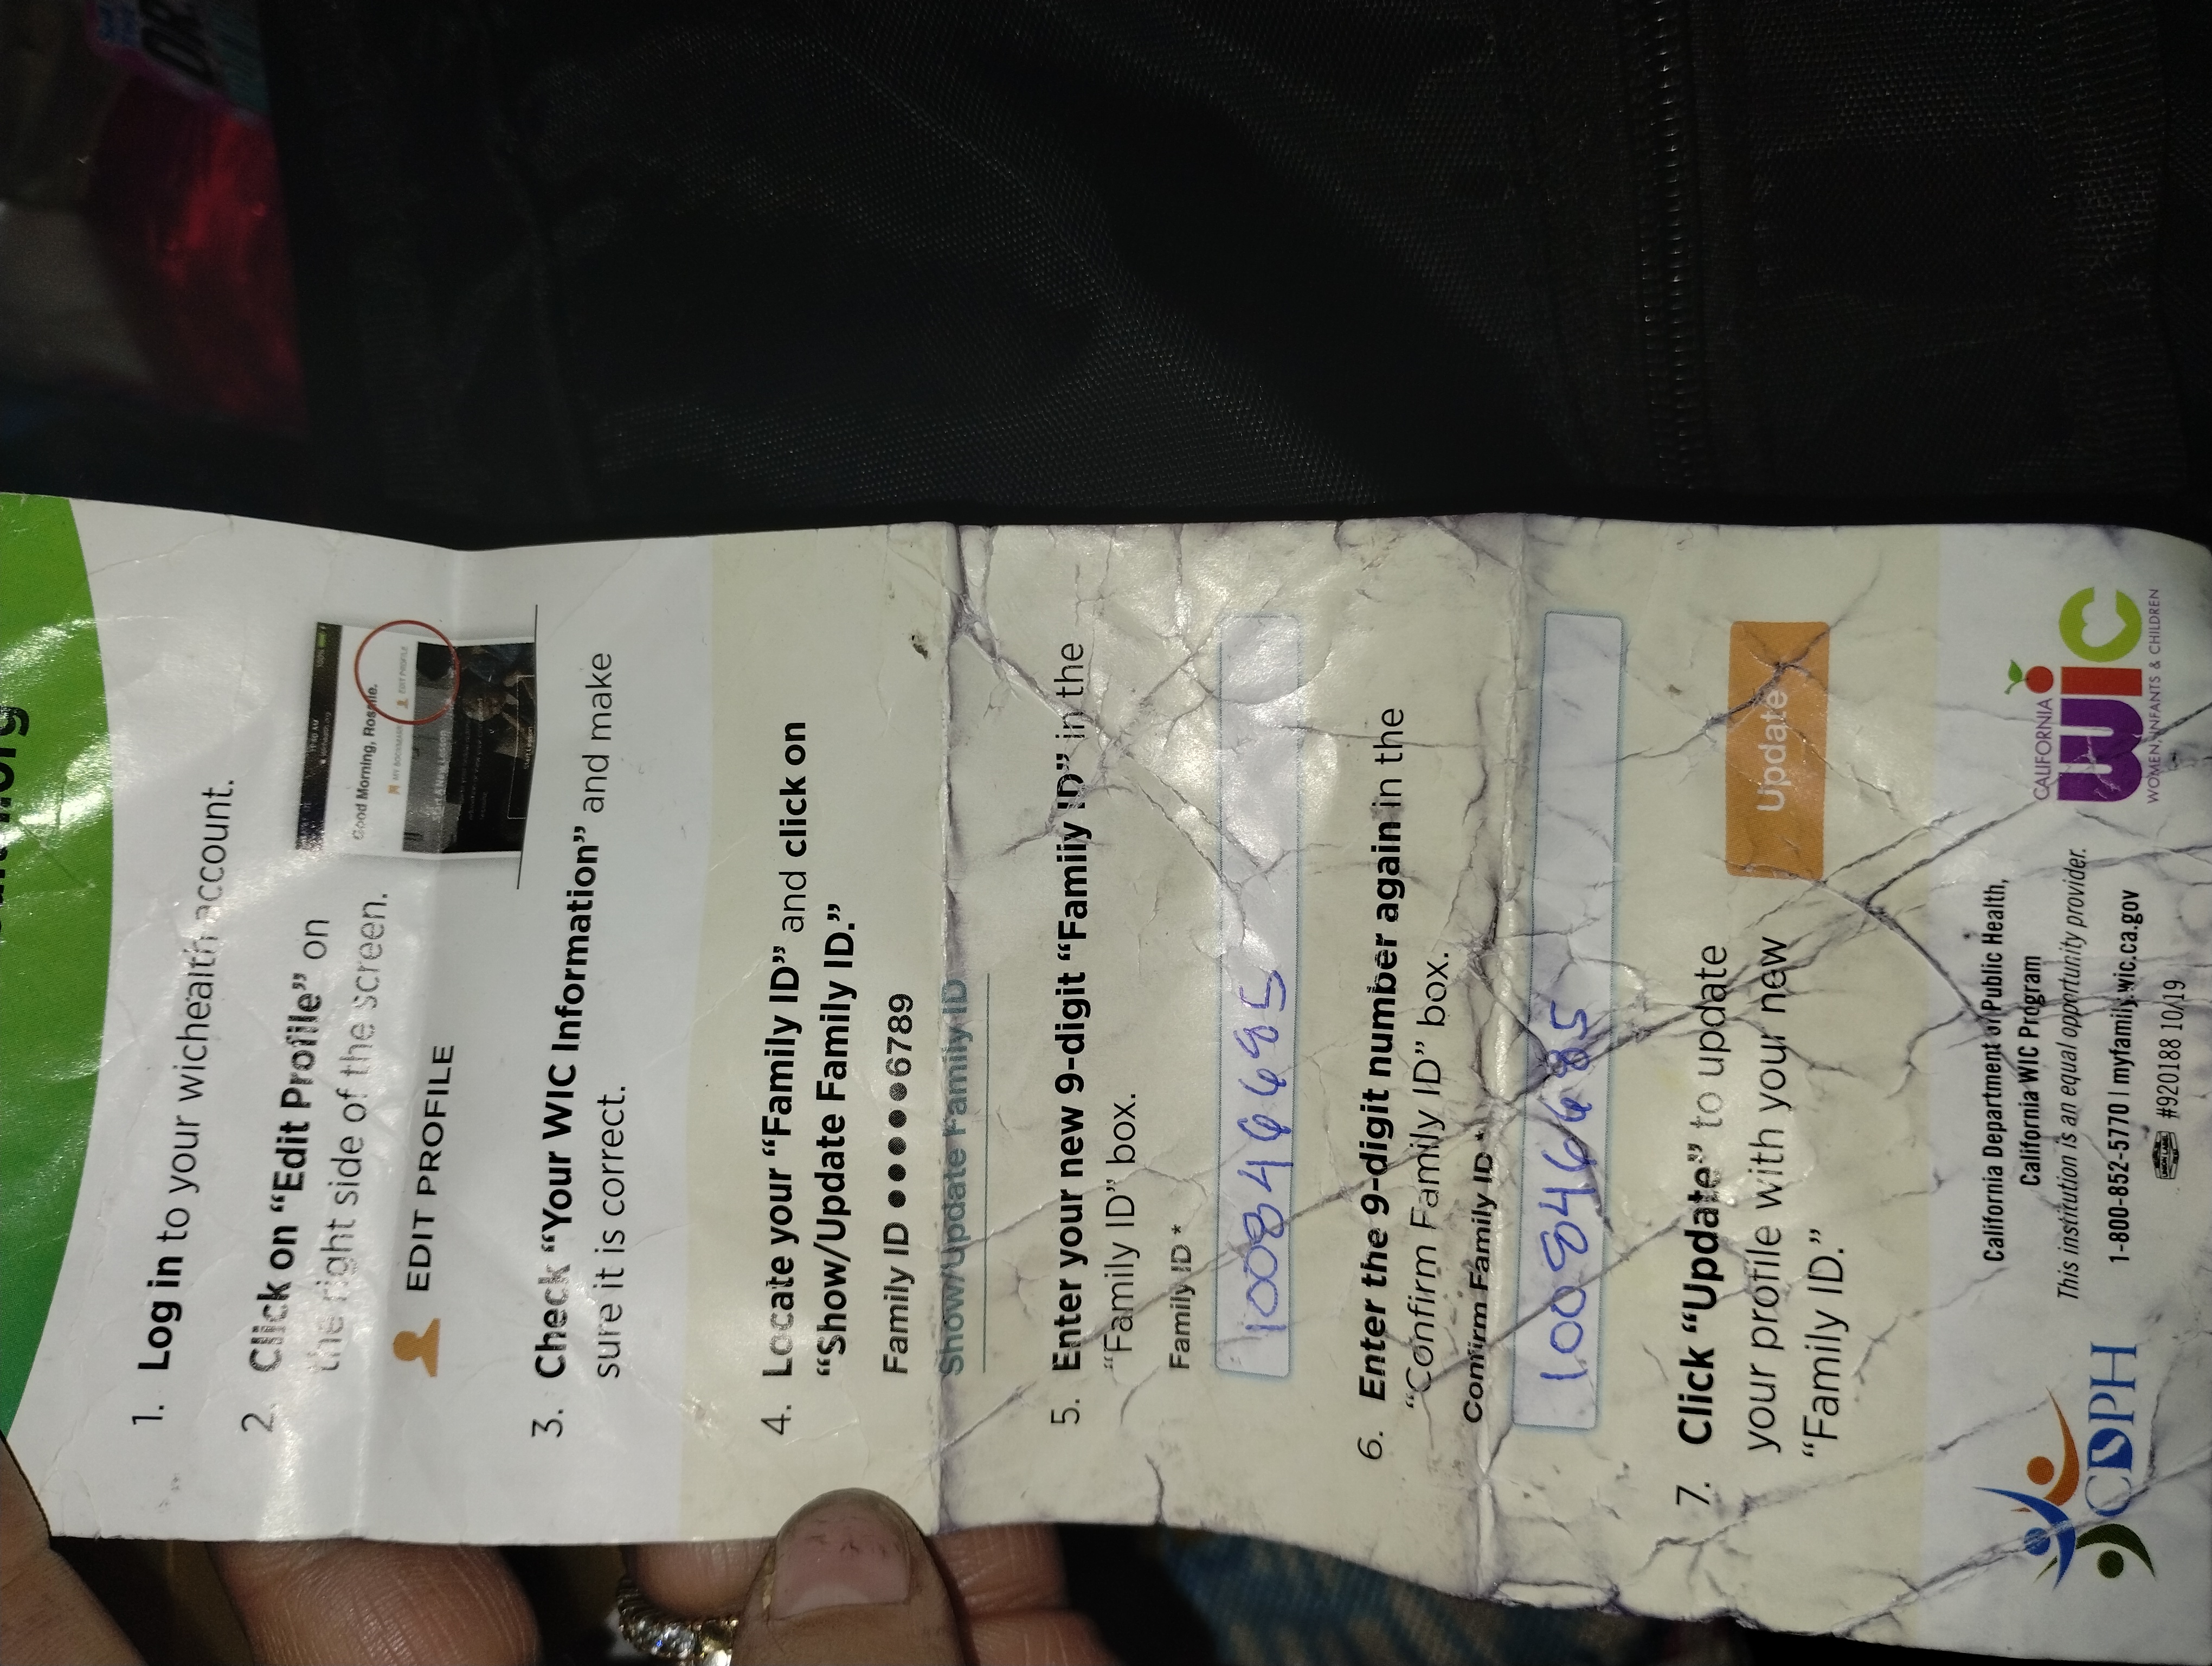 1. Log in to your wichealth account.
2. Click on "Edit Profile" on
the right side of the screen.
EDIT PROFILE
Good Morning, Rosalie.
MY BOOKMARKS
EDIT PROFILE
3. Check "Your WIC Information" and make
sure it is correct.
4. Locate your "Family ID" and click on
"Show/Update Family ID."
Family ID ●●●●●6789
Show/Update Family ID
5. Enter your new 9-digit "Family ID" in the
"Family ID" box.
Family ID*
100846685
6. Enter the 9-digit number again in the
"Confirm Family ID" box.
Confirm Family ID*
100846685
7. Click "Update" to update
your profile with your new
"Family ID."
Update
CDPH
California Department of Public Health,
California WIC Program
This institution is an equal opportunity provider.
1-800-852-5770 | myfamily.wic.ca.gov
#920188 10/19
CALIFORNIA
wic
WOMEN, INFANTS & CHILDREN